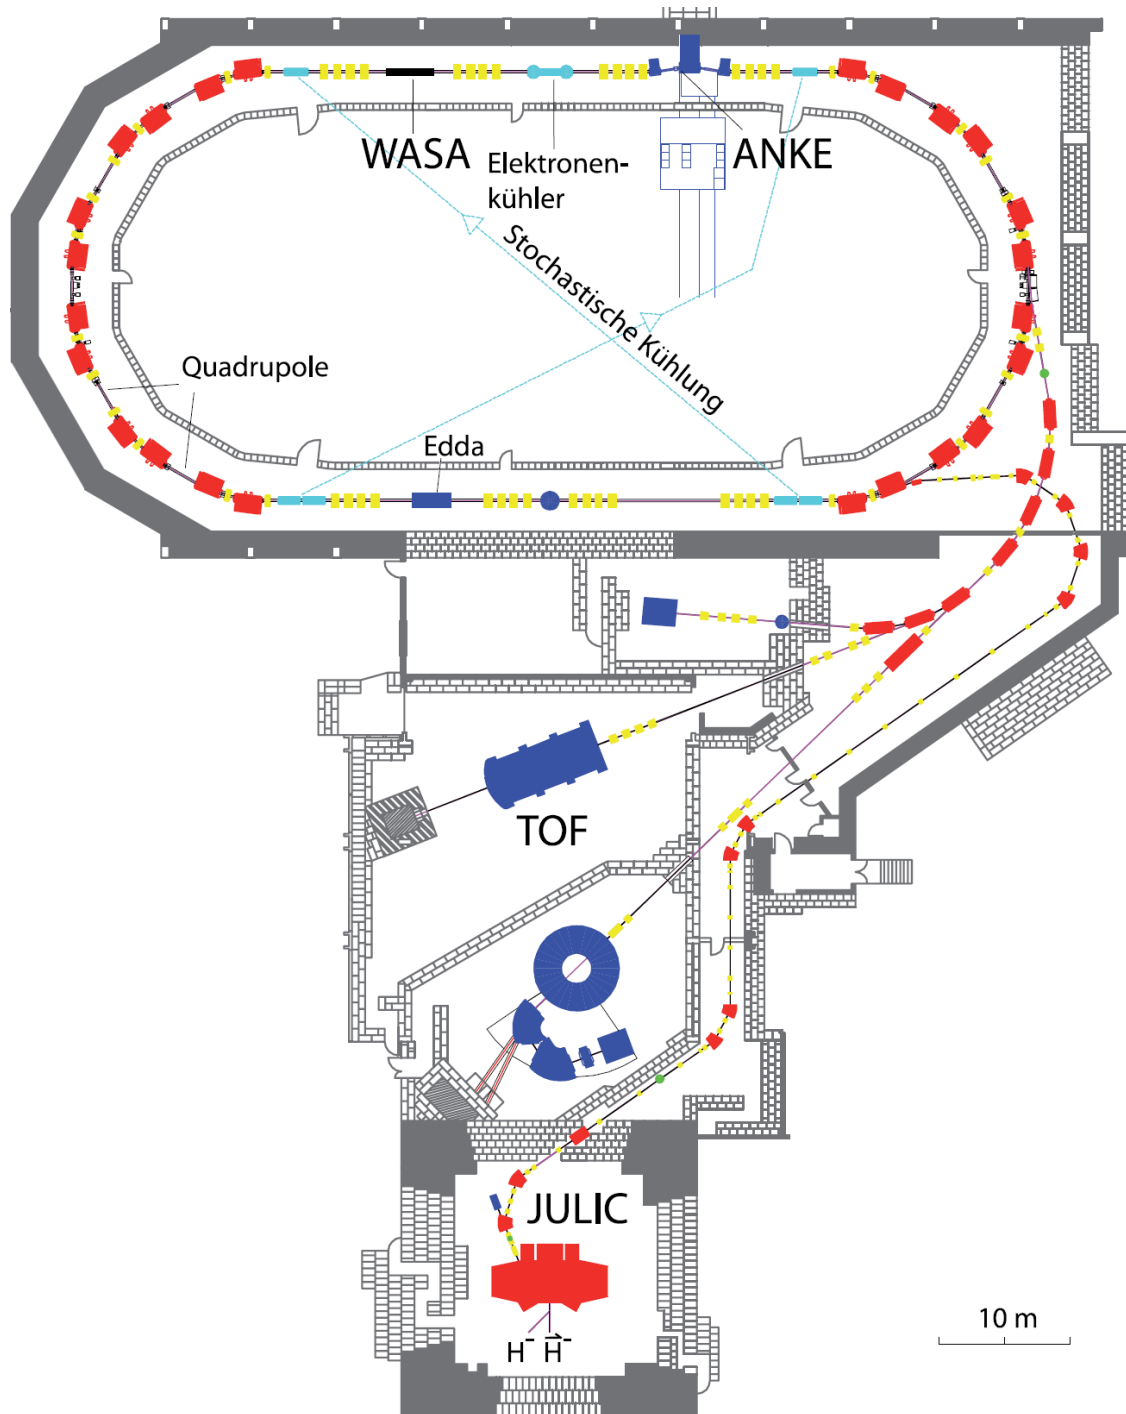 WASA
Elektronen-
kühler
ANKE
Stochastische Kühlung
Quadrupole
Edda
TOF
JULIC
10 m
H⁻ H⃗⁻